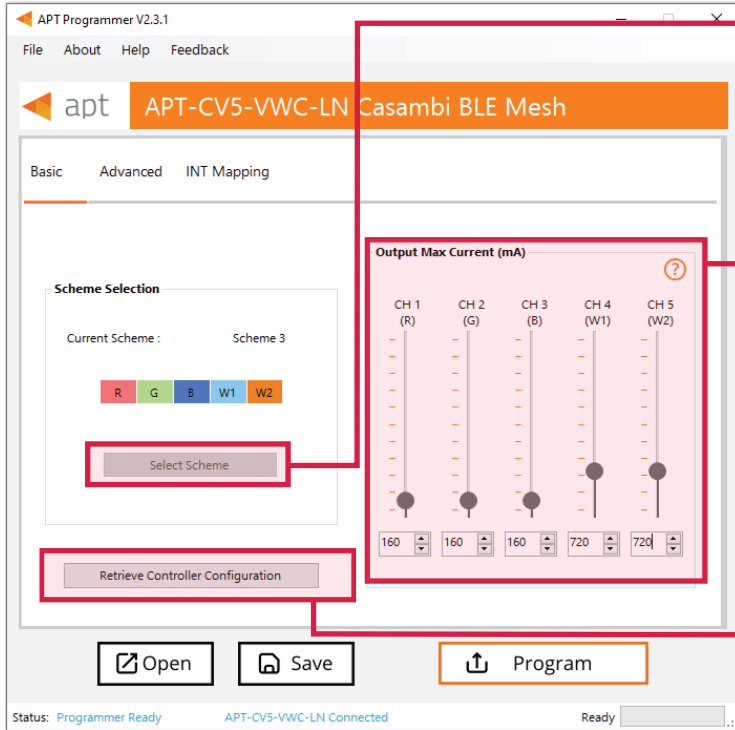 APT Programmer V2.3.1
File About Help Feedback
apt APT-CV5-VWC-LN Casambi BLE Mesh
Basic Advanced INT Mapping
Scheme Selection
Current Scheme : Scheme 3
R G B W1 W2
Select Scheme
Retrieve Controller Configuration
Output Max Current (mA)
?
CH 1 CH 2 CH 3 CH 4 CH 5
(R) (G) (B) (W1) (W2)
160 160 160 720 720
Open Save Program
Status: Programmer Ready APT-CV5-VWC-LN Connected Ready